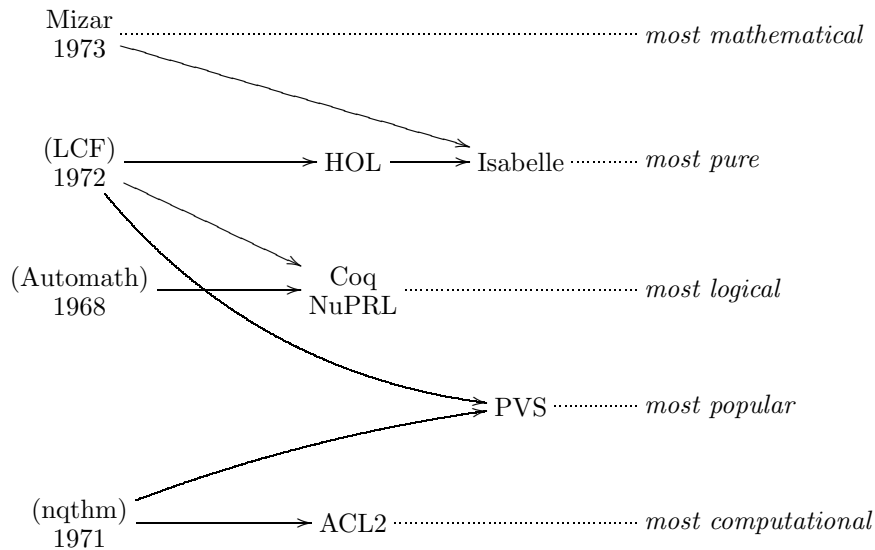 Mizar
1973
most mathematical
(LCF)
1972
HOL
Isabelle
most pure
(Automath)
1968
Coq
NuPRL
most logical
PVS
most popular
(nqthm)
1971
ACL2
most computational